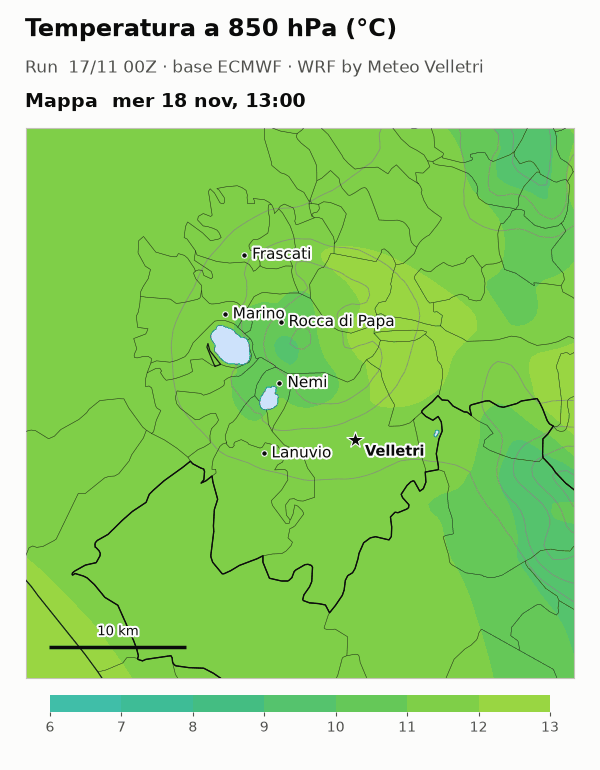 Temperatura a 850 hPa (°C)
Run  17/11 00Z · base ECMWF · WRF by Meteo Velletri
Mappa  mer 18 nov, 13:00
Frascati
Marino
Rocca di Papa
Nemi
Velletri
Lanuvio
10 km
6 7 8 9 10 11 12 13